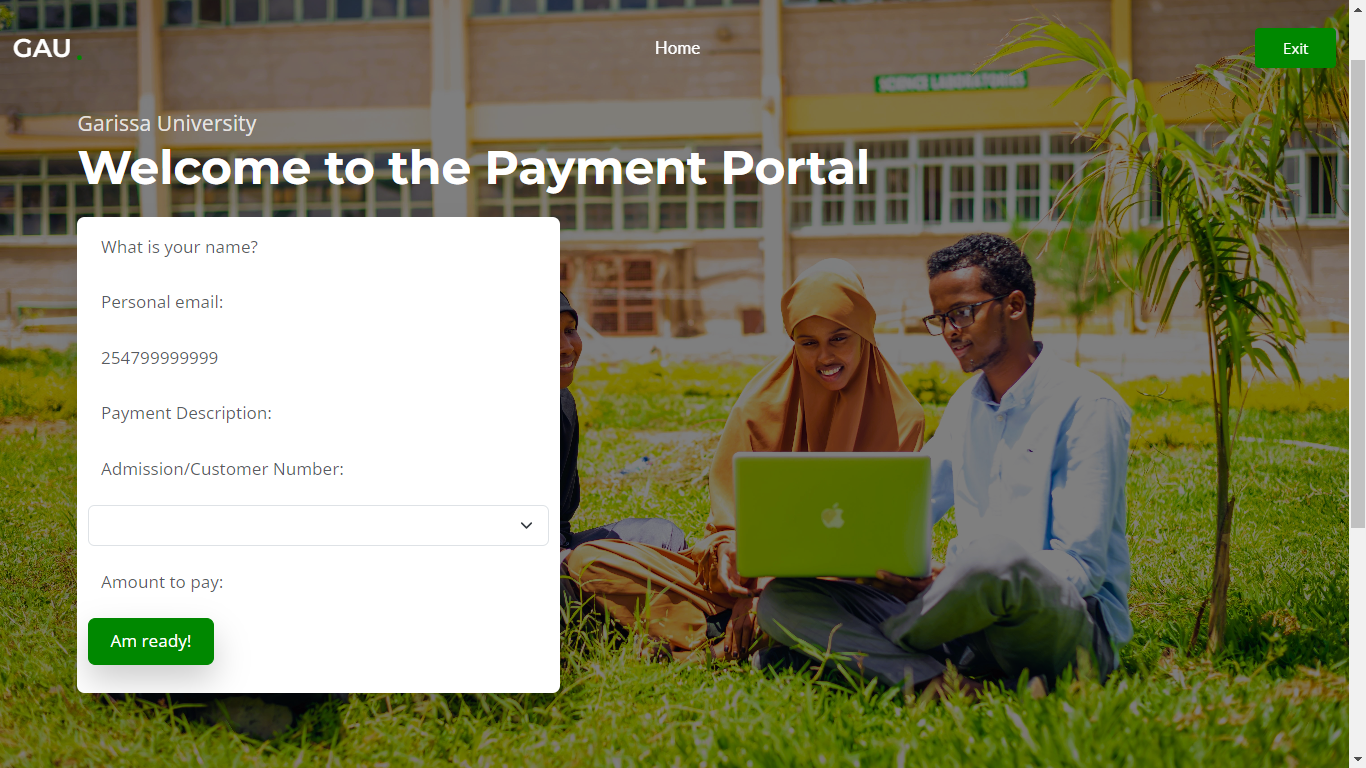 GAU.
Home
Exit
SCIENCE LABORATORIES
Garissa University
Welcome to the Payment Portal
What is your name?
Personal email:
254799999999
Payment Description:
Admission/Customer Number:
Amount to pay:
Am ready!